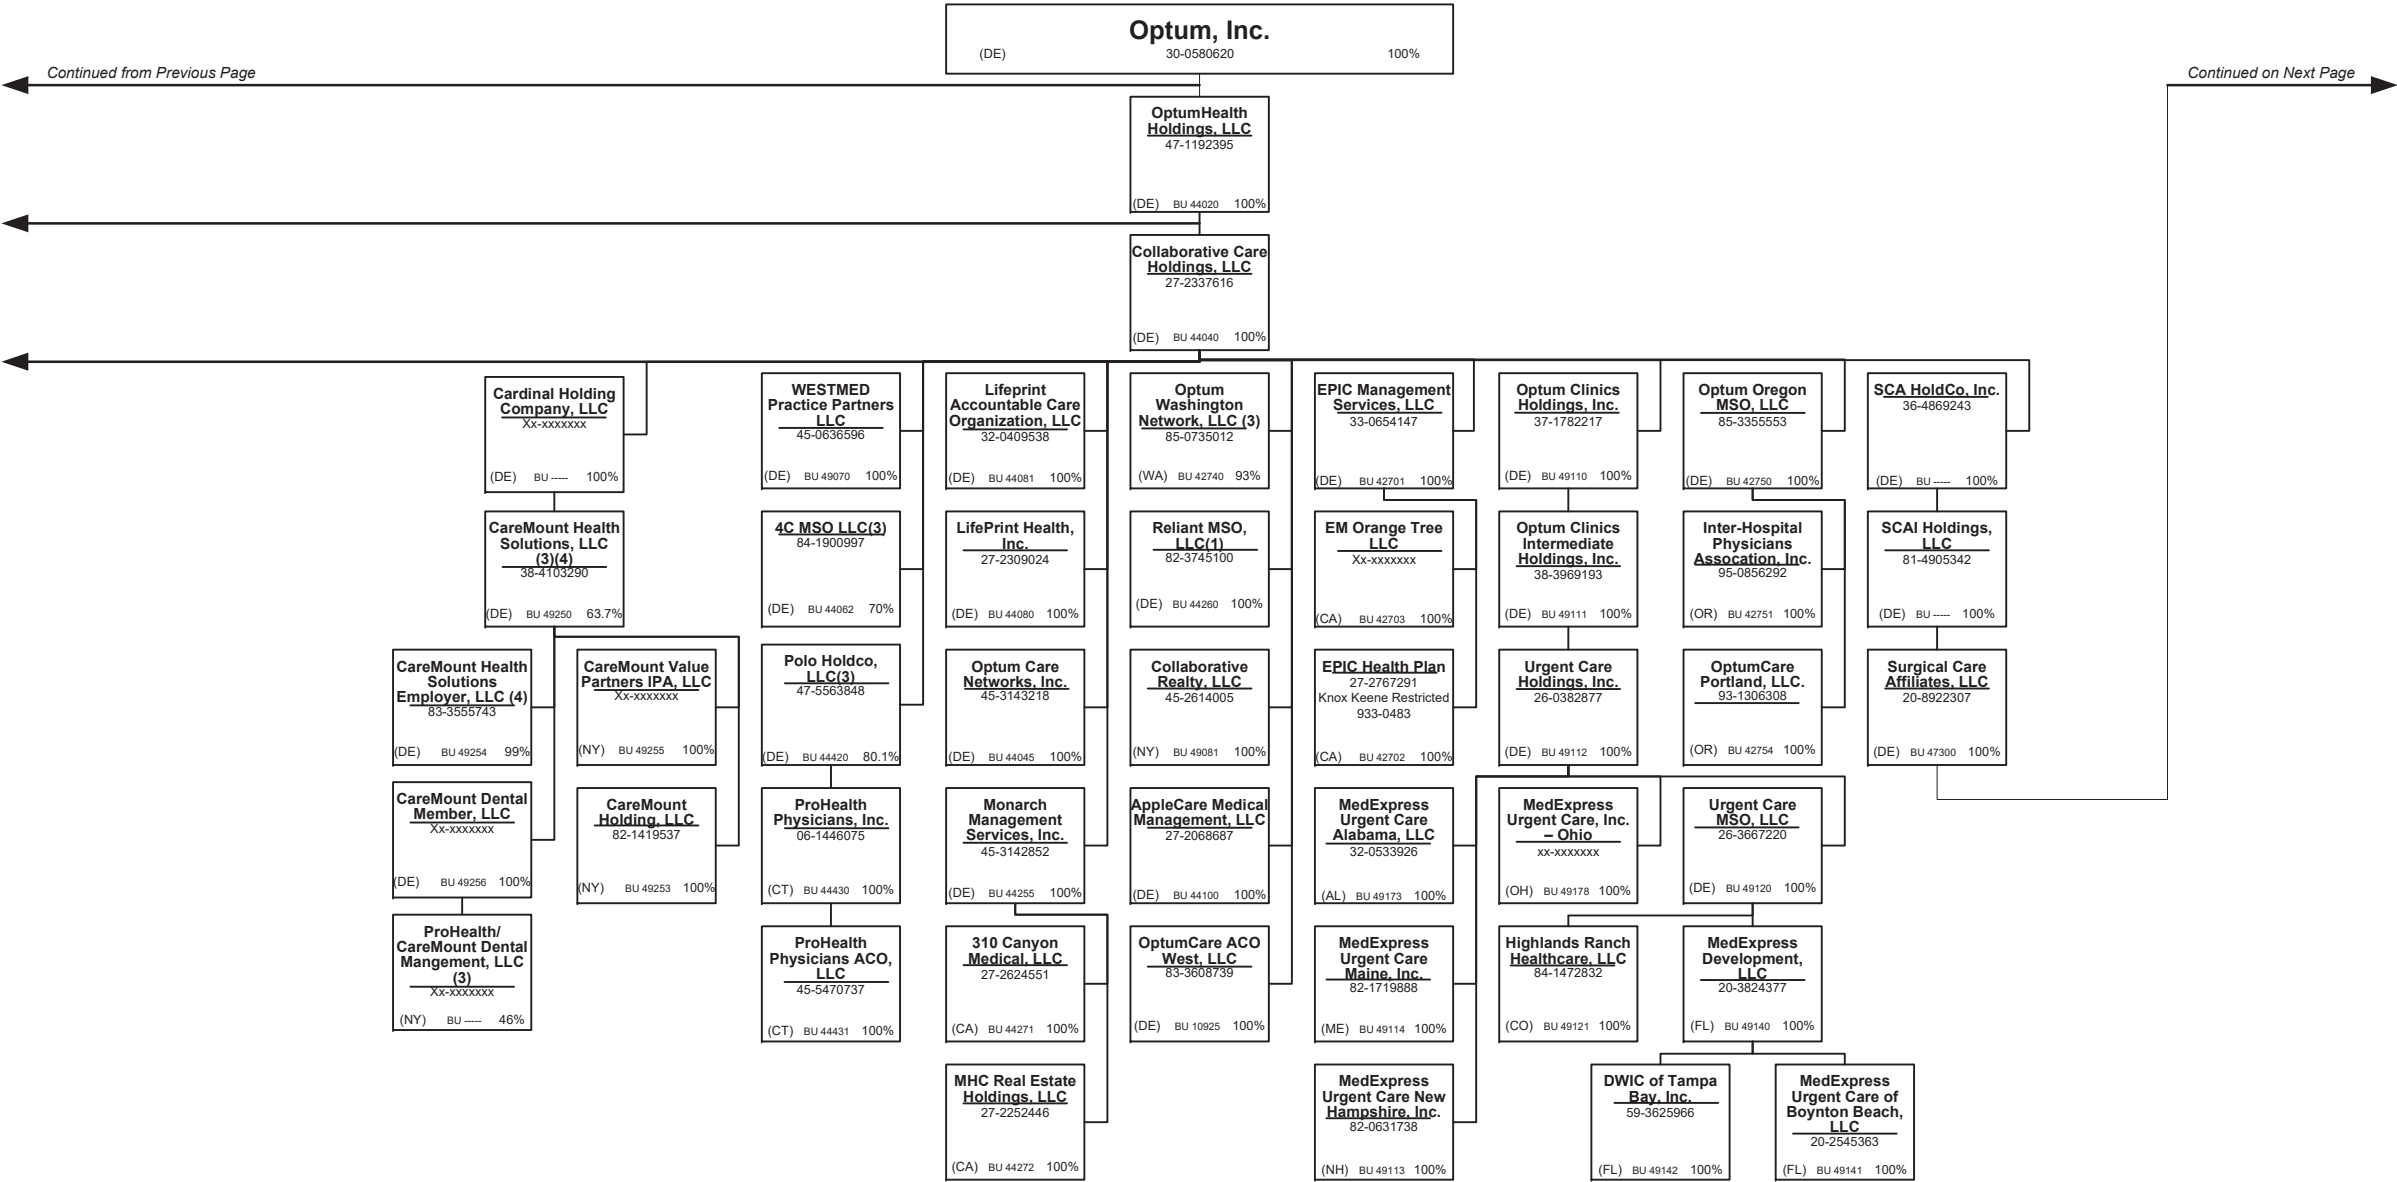 Optum, Inc.
(DE) 30-0580620 100%
Continued from Previous Page
Continued on Next Page
OptumHealth
Holdings, LLC
47-1192395
(DE) BU 44020 100%
Collaborative Care
Holdings, LLC
27-2337616
(DE) BU 44040 100%
Cardinal Holding
Company, LLC
Xx-xxxxxxx
(DE) BU ----- 100%
WESTMED
Practice Partners
LLC
45-0636596
(DE) BU 49070 100%
Lifeprint
Accountable Care
Organization, LLC
32-0409538
(DE) BU 44081 100%
Optum
Washington
Network, LLC (3)
85-0735012
(WA) BU 42740 93%
EPIC Management
Services, LLC
33-0654147
(DE) BU 42701 100%
Optum Clinics
Holdings, Inc.
37-1782217
(DE) BU 49110 100%
Optum Oregon
MSO, LLC
85-3355553
(DE) BU 42750 100%
SCA HoldCo, Inc.
36-4869243
(DE) BU ----- 100%
CareMount Health
Solutions, LLC
(3)(4)
38-4103290
(DE) BU 49250 63.7%
4C MSO LLC(3)
84-1900997
(DE) BU 44062 70%
LifePrint Health,
Inc.
27-2309024
(DE) BU 44080 100%
Reliant MSO,
LLC(1)
82-3745100
(DE) BU 44260 100%
EM Orange Tree
LLC
Xx-xxxxxxx
(CA) BU 42703 100%
Optum Clinics
Intermediate
Holdings, Inc.
38-3969193
(DE) BU 49111 100%
Inter-Hospital
Physicians
Assocation, Inc.
95-0856292
(OR) BU 42751 100%
SCAI Holdings,
LLC
81-4905342
(DE) BU ----- 100%
CareMount Health
Solutions
Employer, LLC (4)
83-3555743
(DE) BU 49254 99%
CareMount Value
Partners IPA, LLC
Xx-xxxxxxx
(NY) BU 49255 100%
Polo Holdco,
LLC(3)
47-5563848
(DE) BU 44420 80.1%
Optum Care
Networks, Inc.
45-3143218
(DE) BU 44045 100%
Collaborative
Realty, LLC
45-2614005
(NY) BU 49081 100%
EPIC Health Plan
27-2767291
Knox Keene Restricted
933-0483
(CA) BU 42702 100%
Urgent Care
Holdings, Inc.
26-0382877
(DE) BU 49112 100%
OptumCare
Portland, LLC.
93-1306308
(OR) BU 42754 100%
Surgical Care
Affiliates, LLC
20-8922307
(DE) BU 47300 100%
CareMount Dental
Member, LLC
Xx-xxxxxxx
(DE) BU 49256 100%
CareMount
Holding, LLC
82-1419537
(NY) BU 49253 100%
ProHealth
Physicians, Inc.
06-1446075
(CT) BU 44430 100%
Monarch
Management
Services, Inc.
45-3142852
(DE) BU 44255 100%
AppleCare Medical
Management, LLC
27-2068687
(DE) BU 44100 100%
MedExpress
Urgent Care
Alabama, LLC
32-0533926
(AL) BU 49173 100%
MedExpress
Urgent Care, Inc.
– Ohio
xx-xxxxxxx
(OH) BU 49178 100%
Urgent Care
MSO, LLC
26-3667220
(DE) BU 49120 100%
ProHealth/
CareMount Dental
Mangement, LLC
(3)
Xx-xxxxxxx
(NY) BU ----- 46%
ProHealth
Physicians ACO,
LLC
45-5470737
(CT) BU 44431 100%
310 Canyon
Medical, LLC
27-2624551
(CA) BU 44271 100%
OptumCare ACO
West, LLC
83-3608739
(DE) BU 10925 100%
MedExpress
Urgent Care
Maine, Inc.
82-1719888
(ME) BU 49114 100%
Highlands Ranch
Healthcare, LLC
84-1472832
(CO) BU 49121 100%
MedExpress
Development,
LLC
20-3824377
(FL) BU 49140 100%
MHC Real Estate
Holdings, LLC
27-2252446
(CA) BU 44272 100%
MedExpress
Urgent Care New
Hampshire, Inc.
82-0631738
(NH) BU 49113 100%
DWIC of Tampa
Bay, Inc.
59-3625966
(FL) BU 49142 100%
MedExpress
Urgent Care of
Boynton Beach,
LLC
20-2545363
(FL) BU 49141 100%